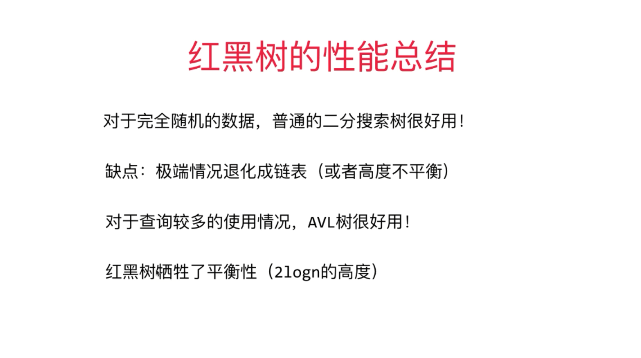 红黑树的性能总结
对于完全随机的数据，普通的二分搜索树很好用！
缺点：极端情况退化成链表（或者高度不平衡）
对于查询较多的使用情况，AVL树很好用！
红黑树牺牲了平衡性（2logn的高度）